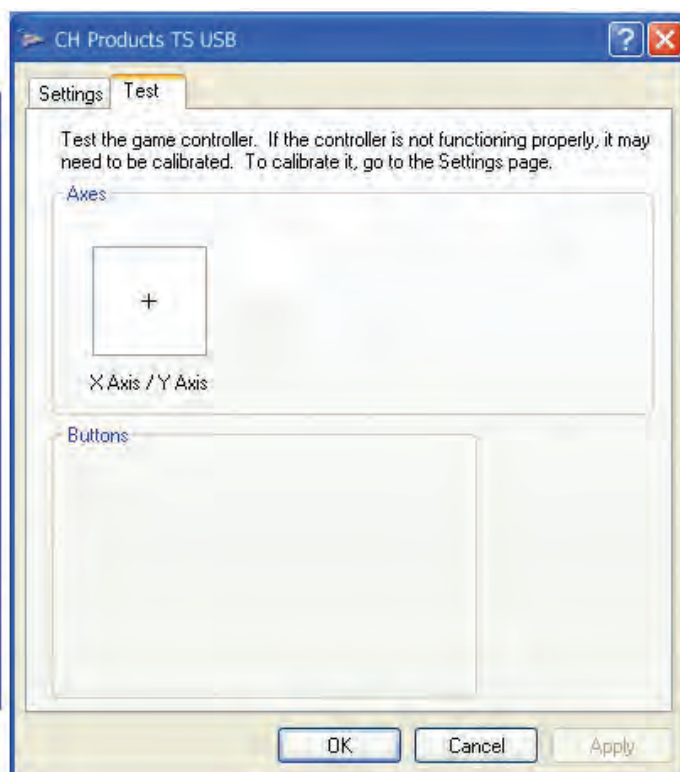 CH Products TS USB
Settings
Test
Test the game controller. If the controller is not functioning properly, it may
need to be calibrated. To calibrate it, go to the Settings page.
Axes
X Axis / Y Axis
Buttons
OK
Cancel
Apply